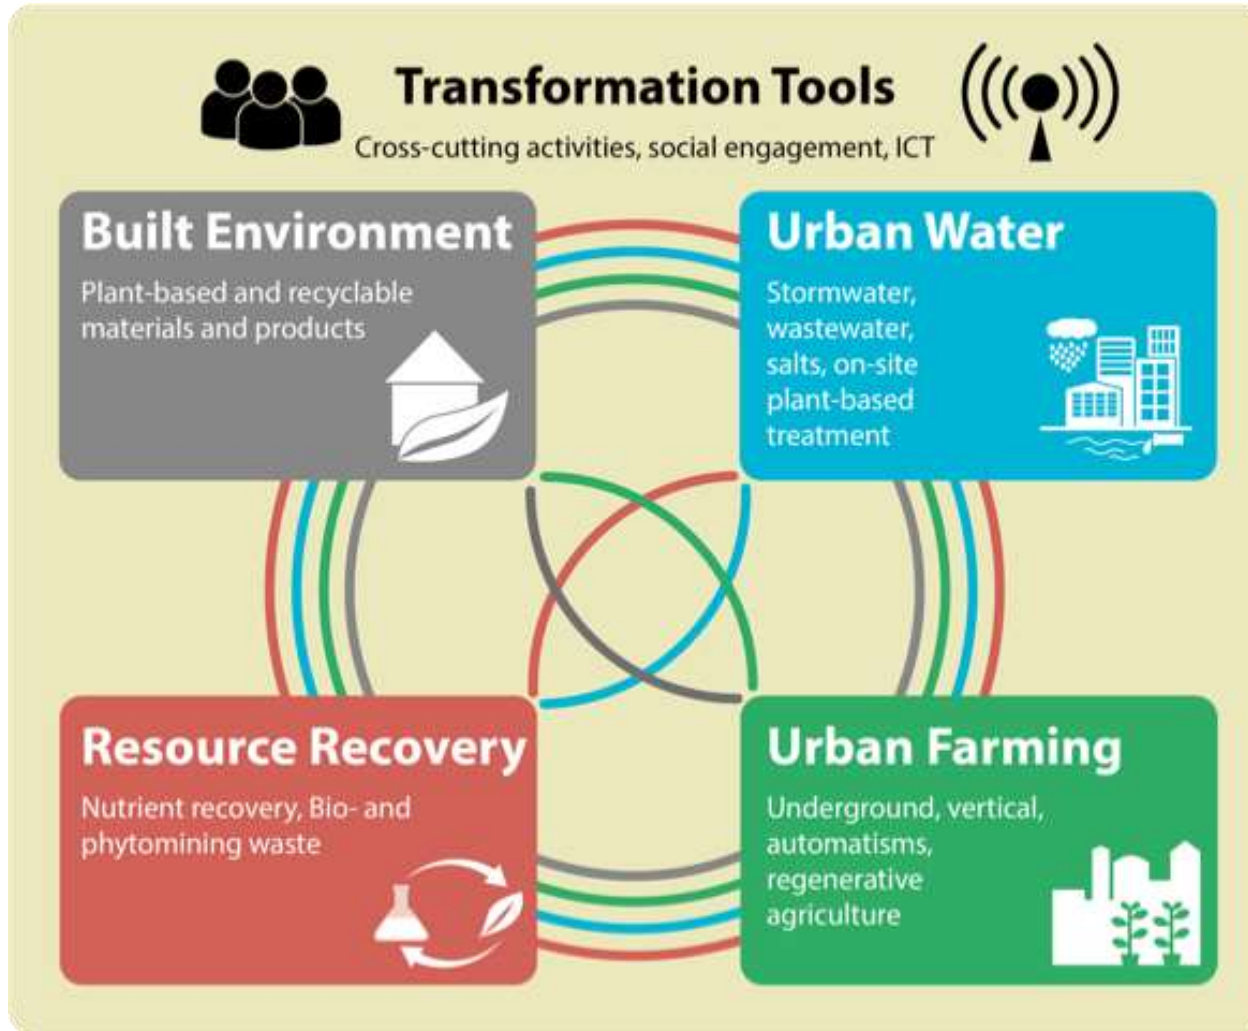 Transformation Tools
Cross-cutting activities, social engagement, ICT
Built Environment
Plant-based and recyclable
materials and products
Urban Water
Stormwater,
wastewater,
salts, on-site
plant-based
treatment
Resource Recovery
Nutrient recovery, Bio- and
phytomining waste
Urban Farming
Underground, vertical,
automatisms,
regenerative
agriculture